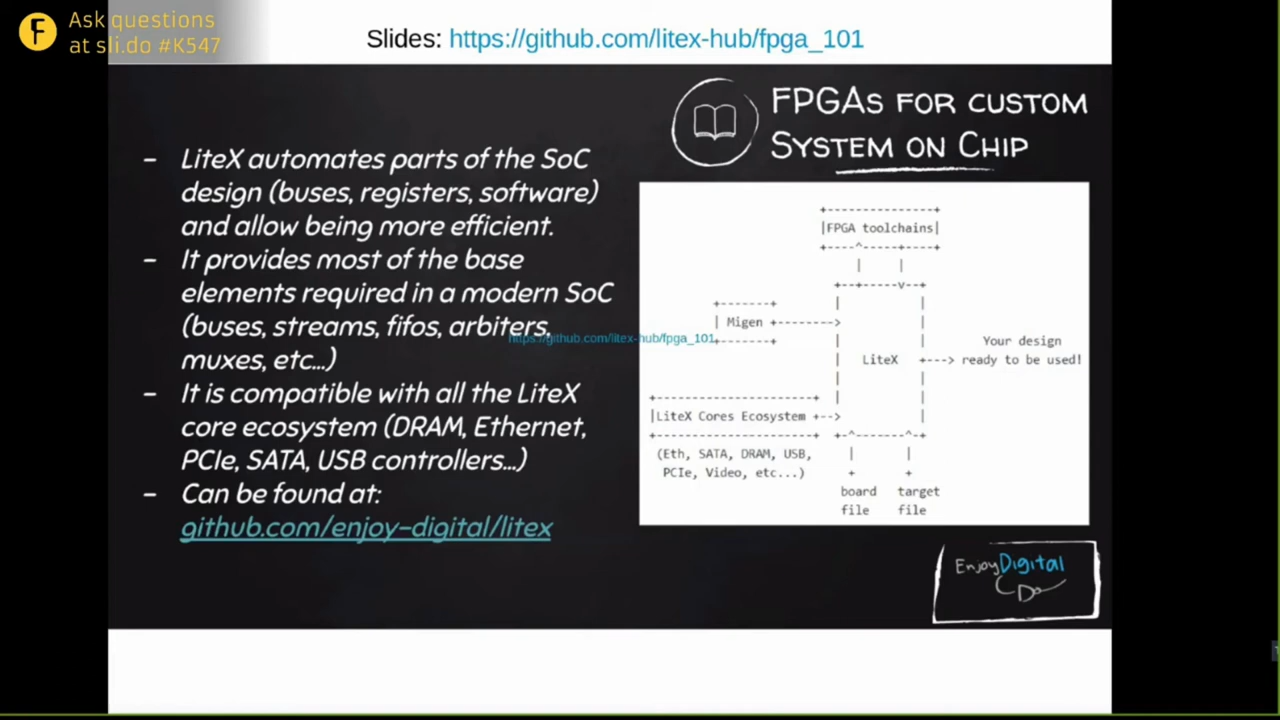 Ask questions
at sli.do #K547
Slides: https://github.com/litex-hub/fpga_101
FPGAs for custom
System on Chip
- LiteX automates parts of the SoC
design (buses, registers, software)
and allow being more efficient.
- It provides most of the base
elements required in a modern SoC
(buses, streams, fifos, arbiters,
muxes, etc...)
- It is compatible with all the LiteX
core ecosystem (DRAM, Ethernet,
PCIe, SATA, USB controllers...)
- Can be found at:
github.com/enjoy-digital/litex
https://github.com/litex-hub/fpga_101
FPGA toolchains
Migen
LiteX
Your design
ready to be used!
LiteX Cores Ecosystem
(Eth, SATA, DRAM, USB,
PCIe, Video, etc...)
board target
file file
EnjoyDigital